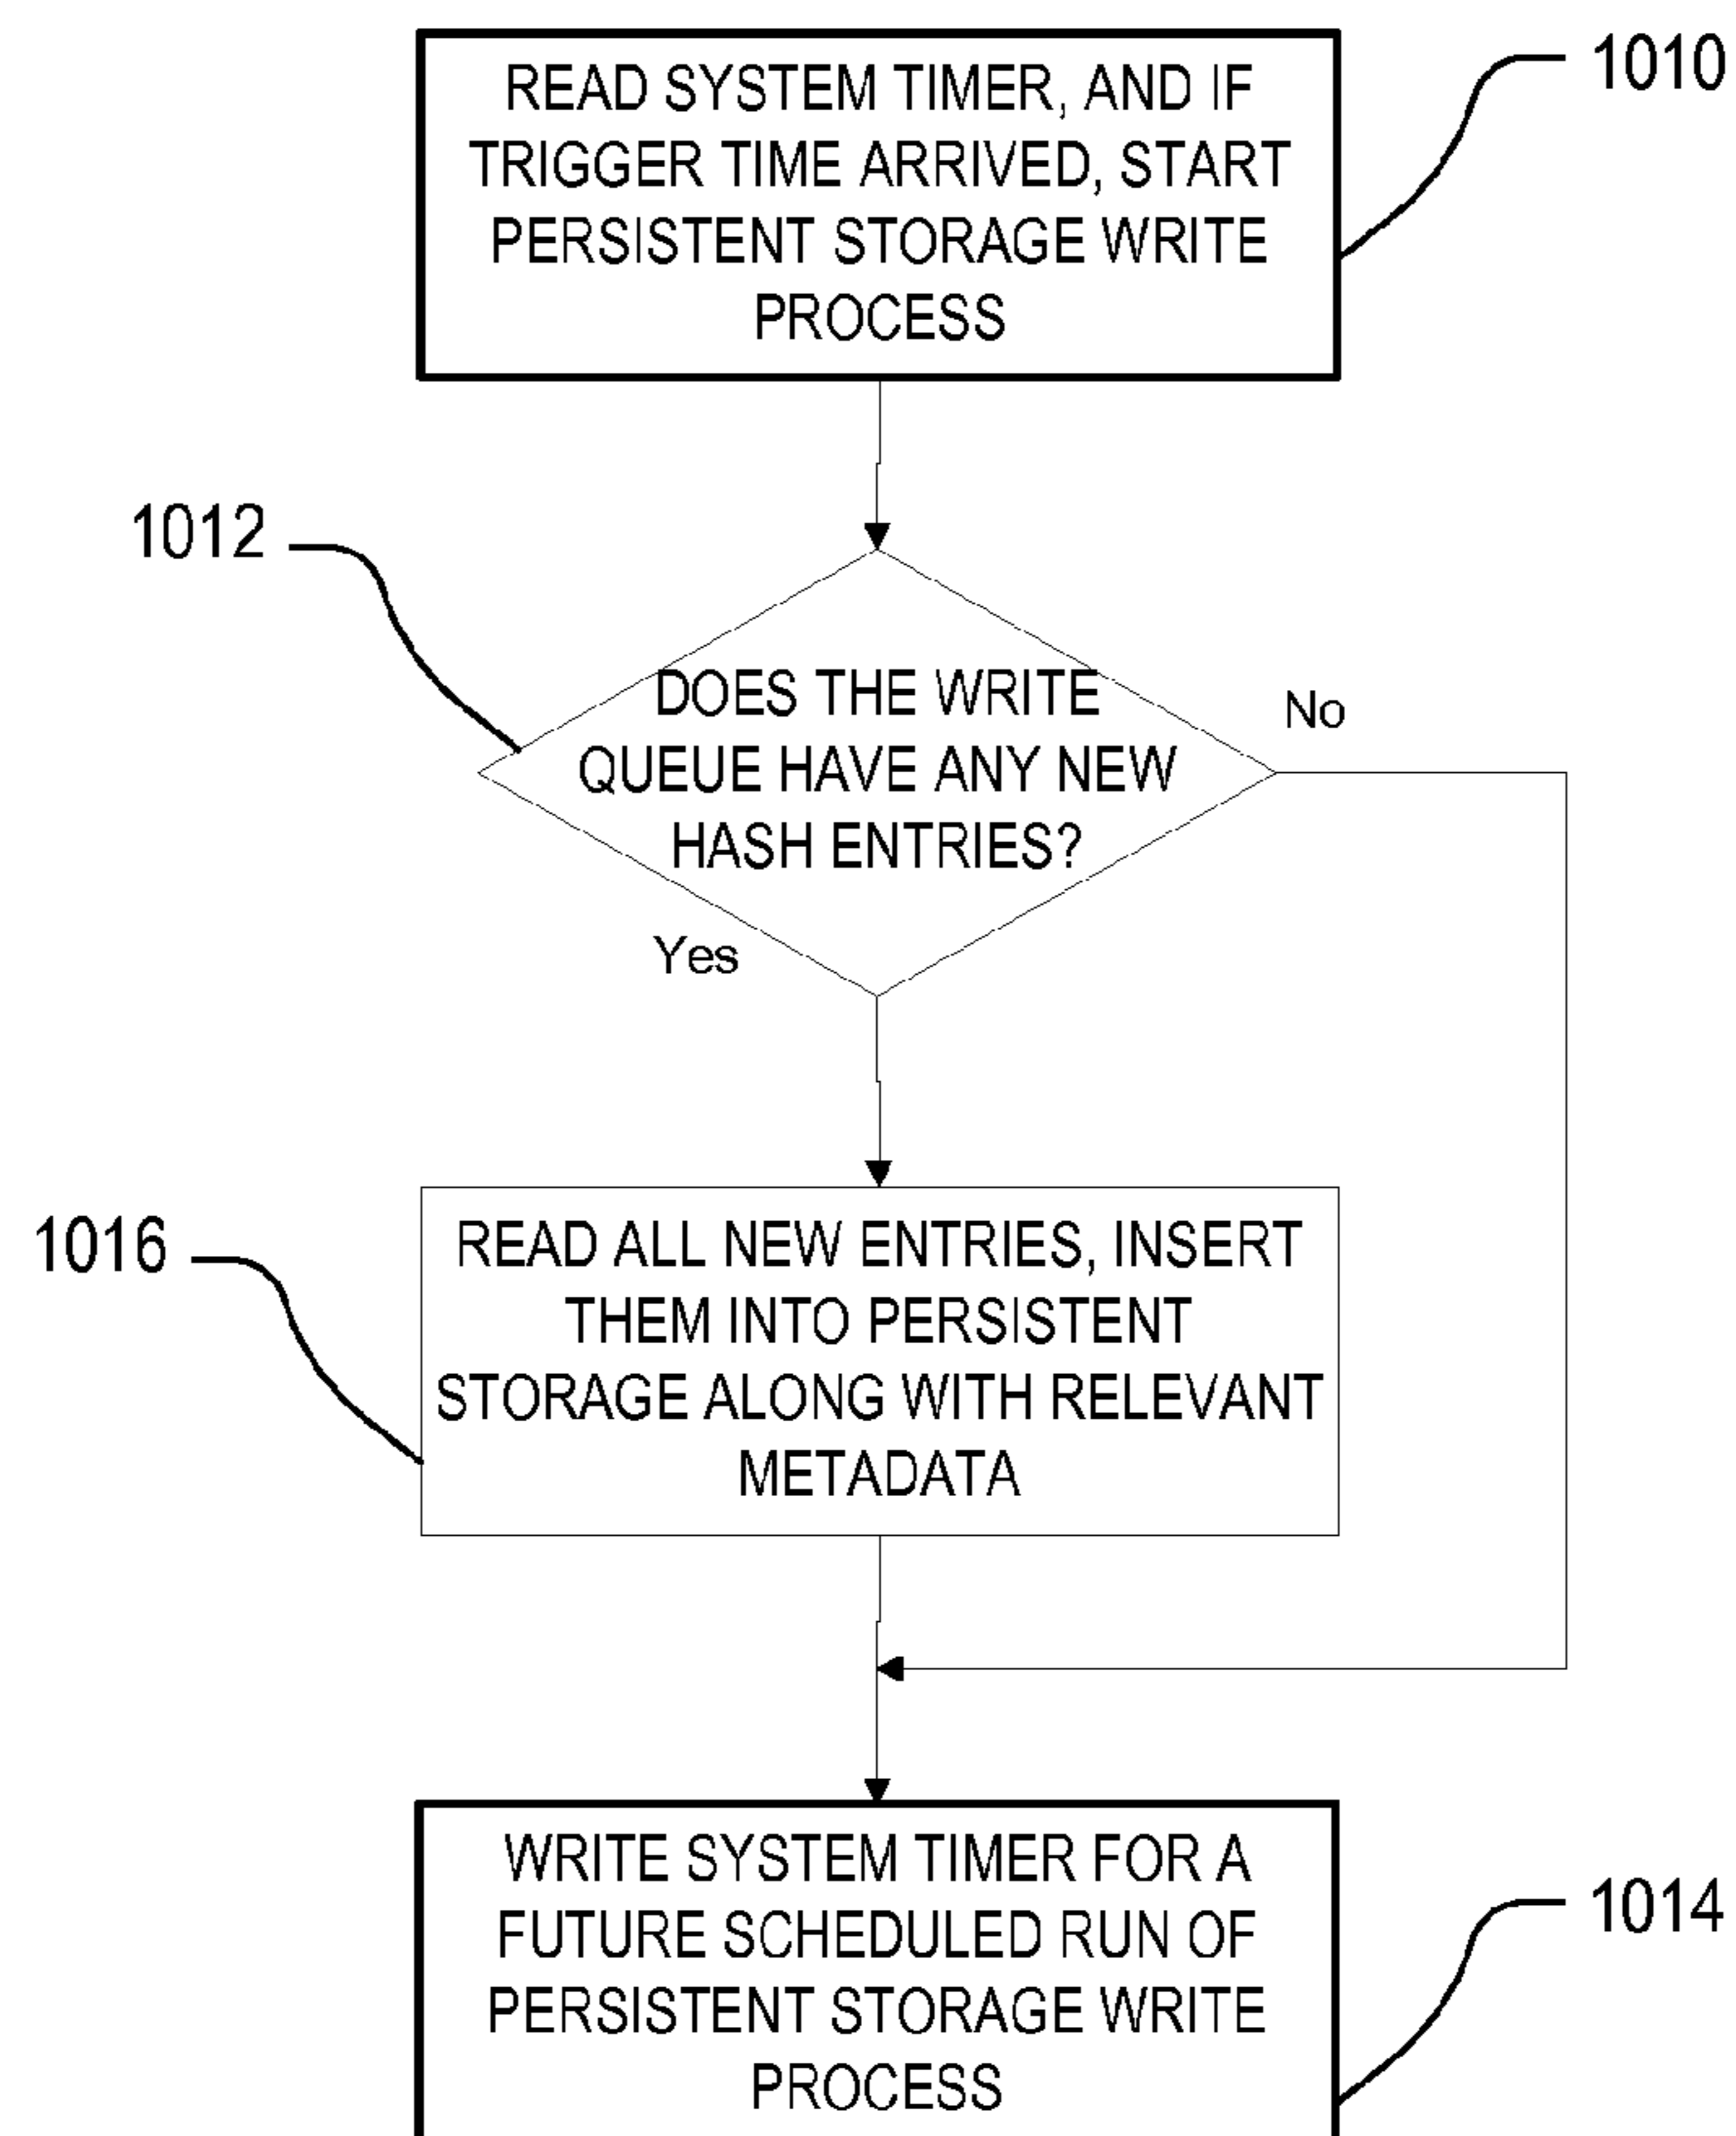 READ SYSTEM TIMER, AND IF
TRIGGER TIME ARRIVED, START
PERSISTENT STORAGE WRITE
PROCESS
1010
1012
DOES THE WRITE
QUEUE HAVE ANY NEW
HASH ENTRIES?
No
Yes
1016
READ ALL NEW ENTRIES, INSERT
THEM INTO PERSISTENT
STORAGE ALONG WITH RELEVANT
METADATA
WRITE SYSTEM TIMER FOR A
FUTURE SCHEDULED RUN OF
PERSISTENT STORAGE WRITE
PROCESS
1014